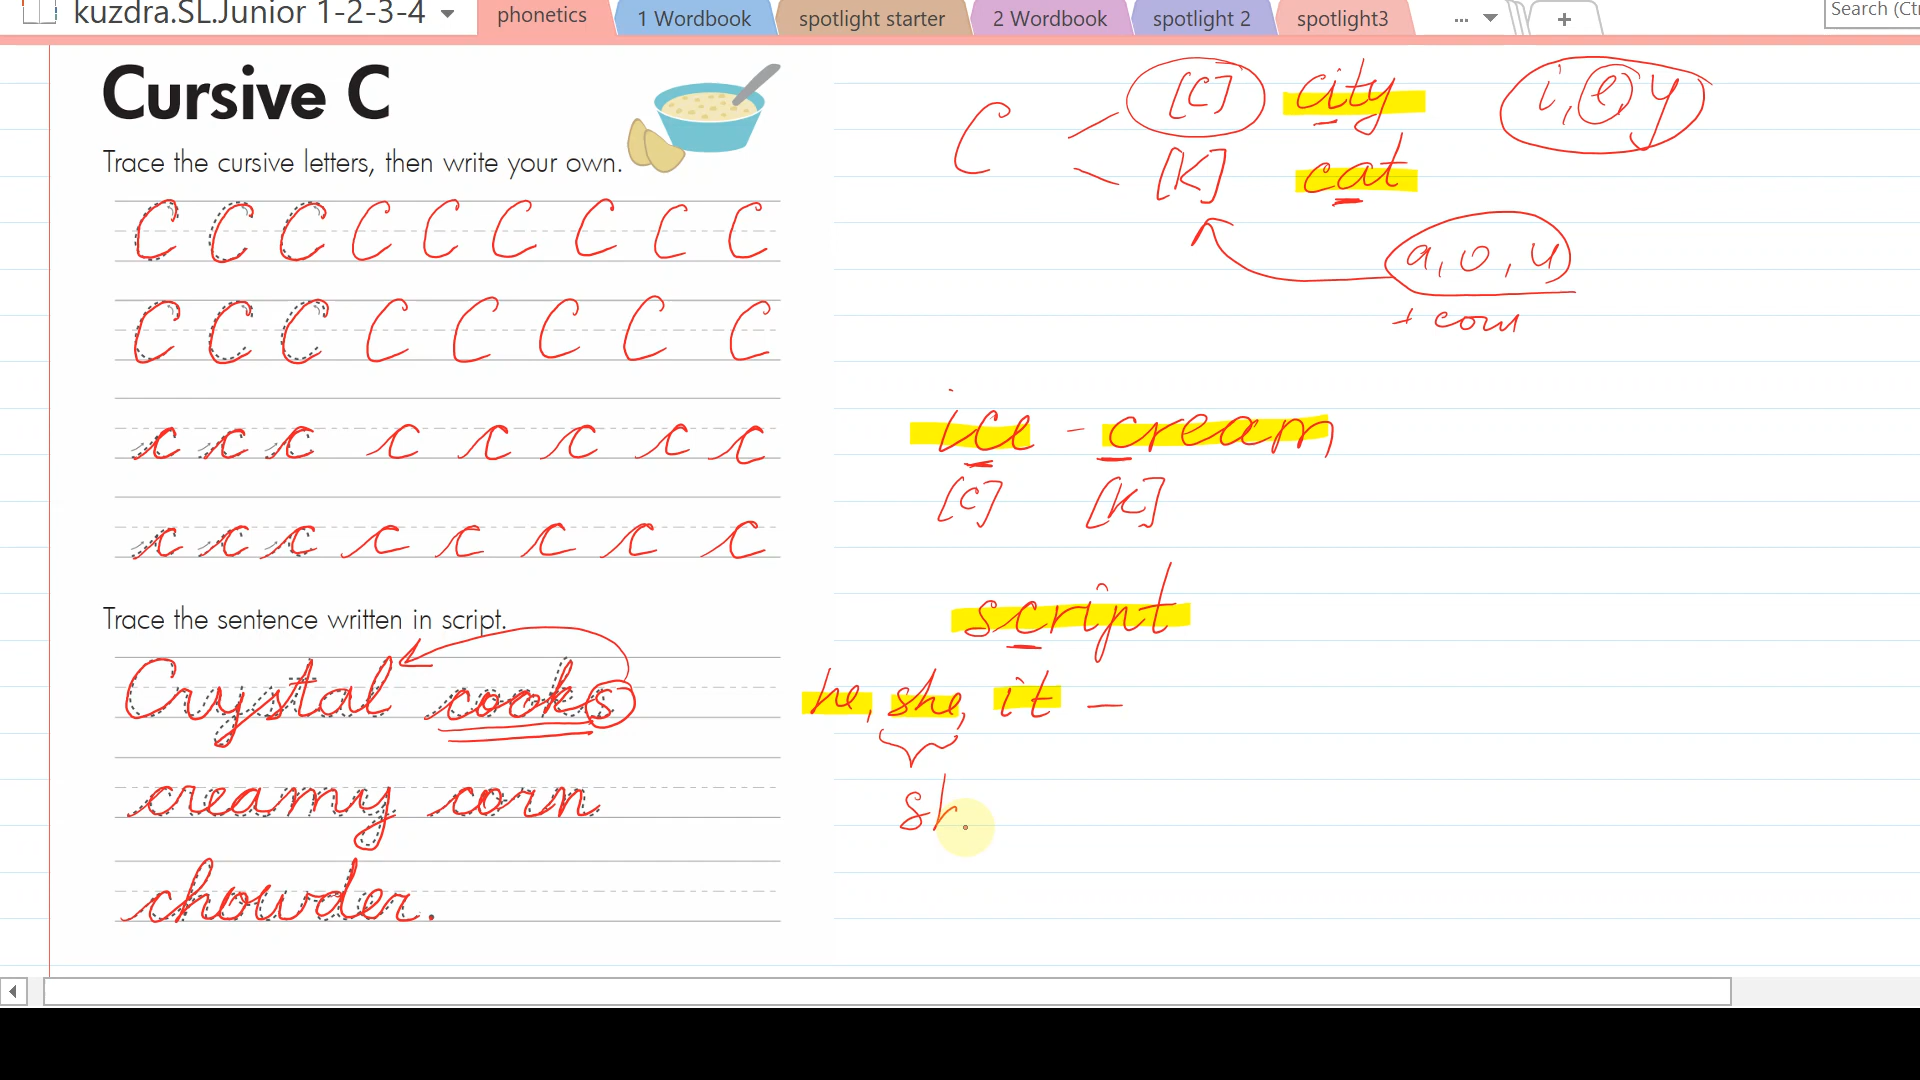 kuzdra.SL.Junior 1-2-3-4
phonetics
1 Wordbook
spotlight starter
2 Wordbook
spotlight 2
spotlight3
...
+
Search (Ct
Cursive C
Trace the cursive letters, then write your own.
C C C C C C C C C
C C C C C C C C
c c c c c c c c
c c c c c c c c
Trace the sentence written in script.
Crystal cooks
creamy corn
chowder.
C [C] city i, e, y
[K] cat
a, o, u
ice - cream
[C] [K]
script
he, she, it -